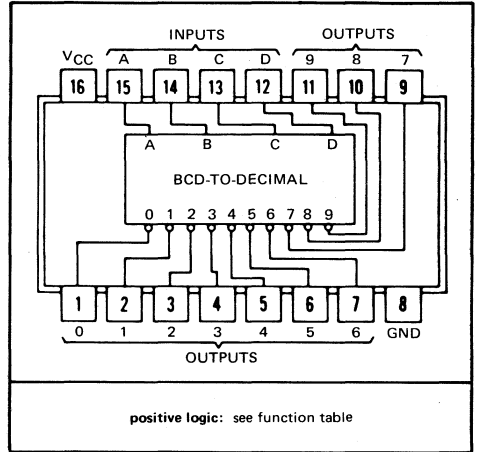 INPUTS OUTPUTS
VCC A B C D 9 8 7
16 15 14 13 12 11 10 9
A B C D
BCD-TO-DECIMAL
0 1 2 3 4 5 6 7 8 9
1 2 3 4 5 6 7 8
0 1 2 3 4 5 6 GND
OUTPUTS
positive logic: see function table